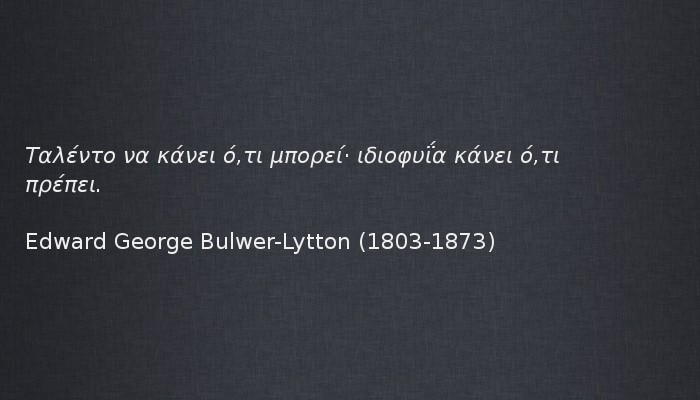 Ταλέντο να κάνει ό,τι μπορεί· ιδιοφυΐα κάνει ό,τι
πρέπει.
Edward George Bulwer-Lytton (1803-1873)